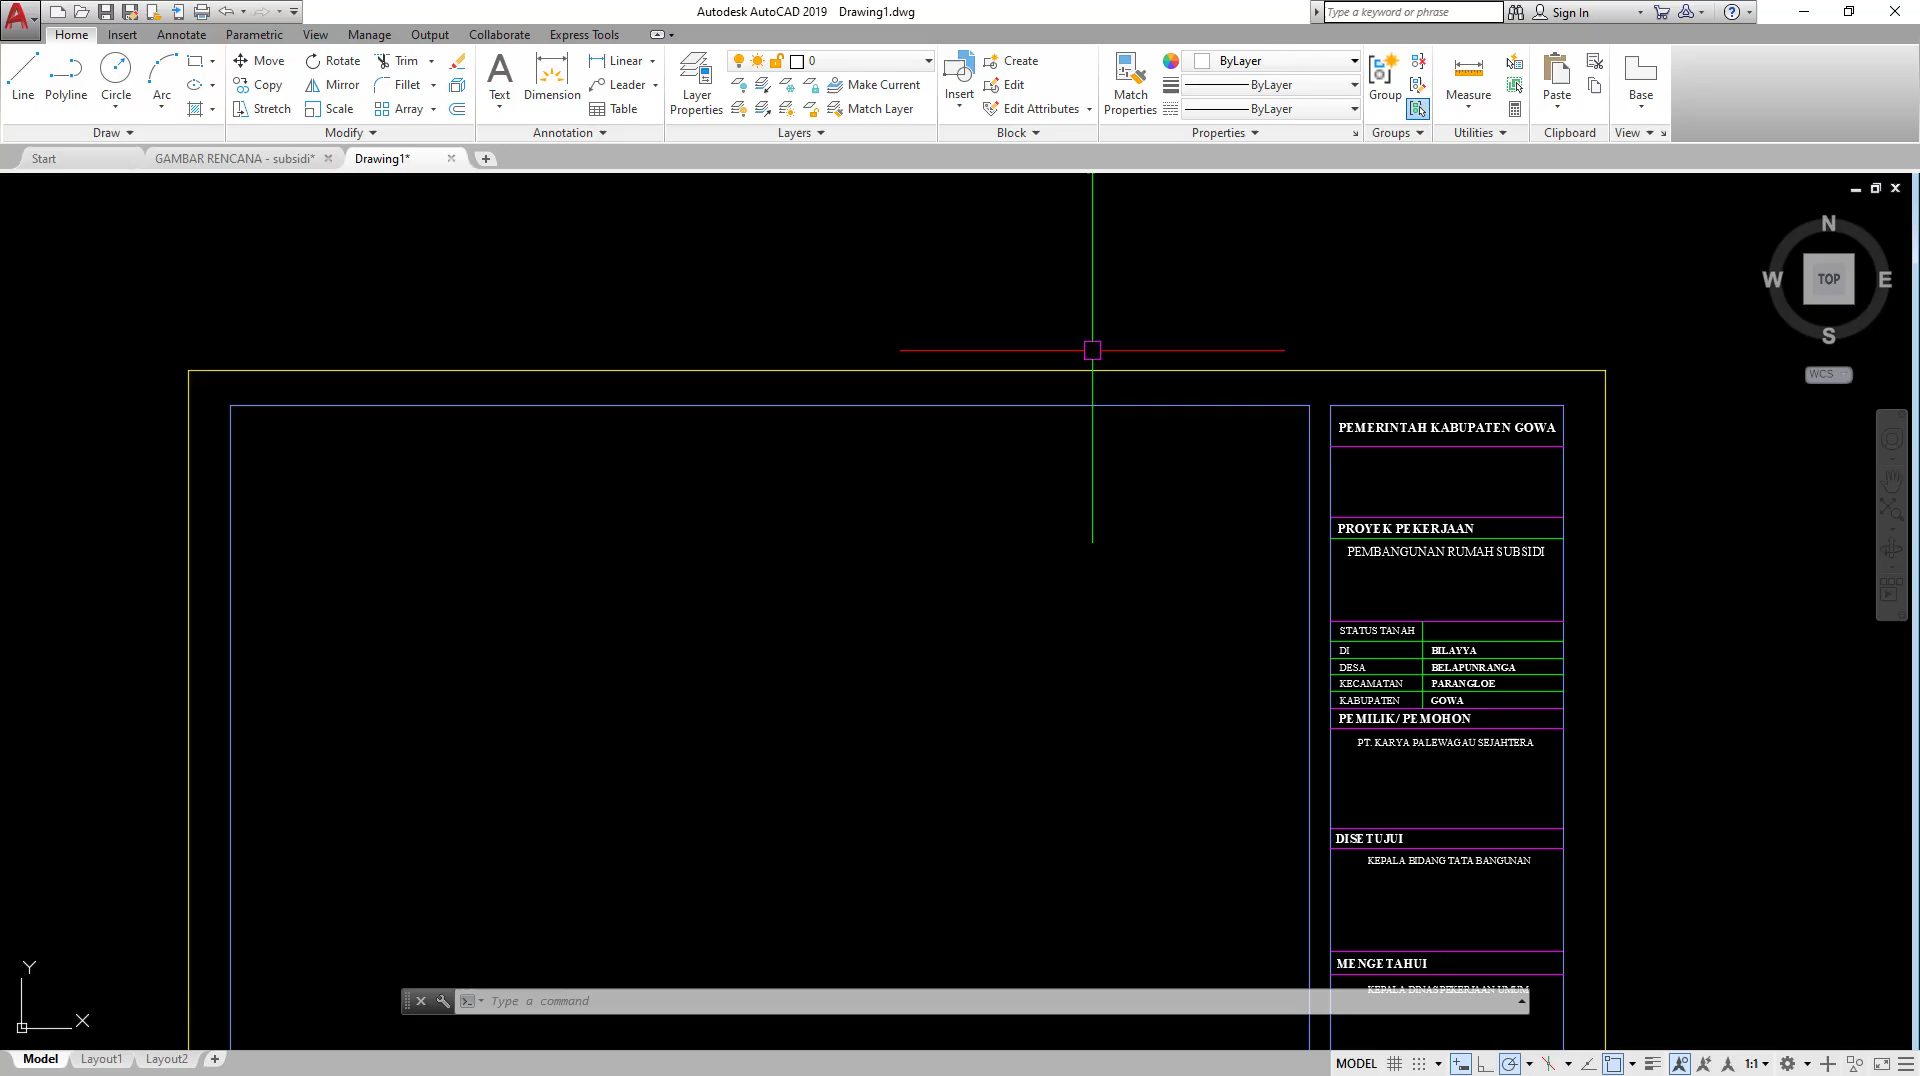 Autodesk AutoCAD 2019 Drawing1.dwg
Type a keyword or phrase
Sign In
Home Insert Annotate Parametric View Manage Output Collaborate Express Tools
Line
Polyline
Circle
Arc
Draw
Move
Copy
Stretch
Rotate
Mirror
Scale
Trim
Fillet
Array
Modify
Text
Dimension
Linear
Leader
Table
Annotation
Layer
Properties
0
Make Current
Match Layer
Layers
Insert
Create
Edit
Edit Attributes
Block
Match
Properties
ByLayer
ByLayer
ByLayer
Properties
Group
Groups
Measure
Utilities
Paste
Clipboard
Base
View
Start
GAMBAR RENCANA - subsidi*
Drawing1*
N
W
TOP
E
S
WCS
PEMERINTAH KABUPATEN GOWA
PROYEK PEKERJAAN
PEMBANGUNAN RUMAH SUBSIDI
STATUS TANAH
DI BILAYYA
DESA BELAPUNRANGA
KECAMATAN PARANGLOE
KABUPATEN GOWA
PEMILIK/ PEMOHON
PT. KARYA PALEWAGAU SEJAHTERA
DISETUJUI
KEPALA BIDANG TATA BANGUNAN
MENGETAHUI
KEPALA DINAS PEKERJAAN UMUM
Type a command
Y
X
Model Layout1 Layout2
MODEL
1:1